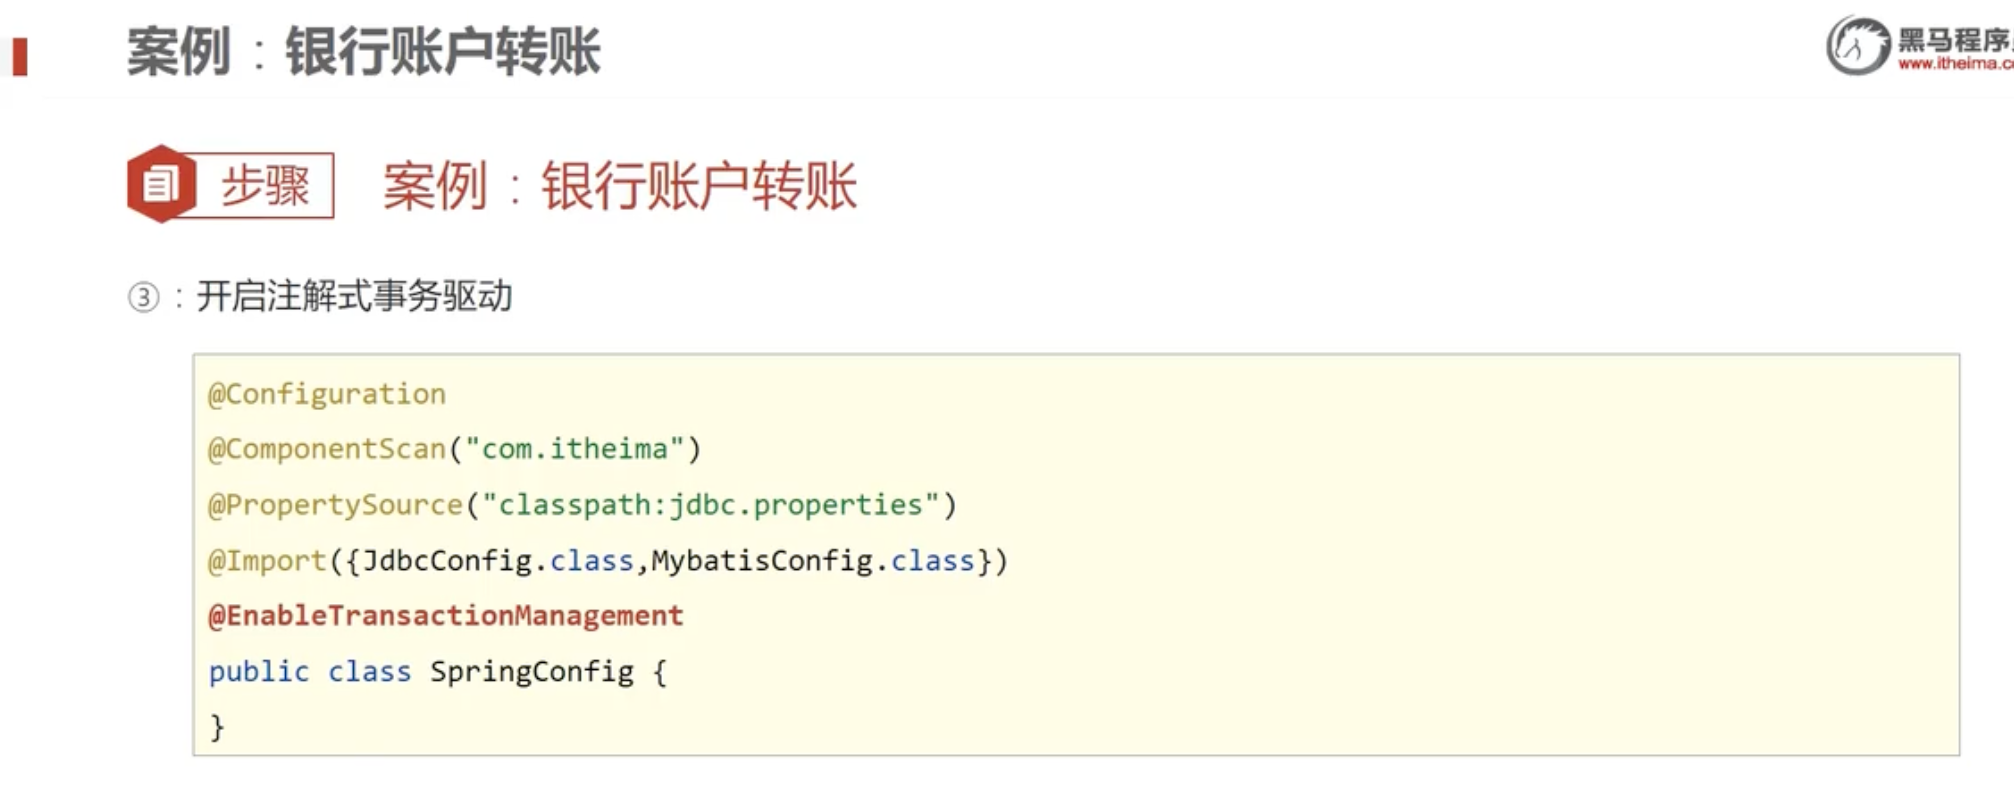 案例：银行账户转账
黑马程序
www.itheima.c
步骤
案例：银行账户转账
③：开启注解式事务驱动
@Configuration
@ComponentScan("com.itheima")
@PropertySource("classpath:jdbc.properties")
@Import({JdbcConfig.class,MybatisConfig.class})
@EnableTransactionManagement
public class SpringConfig {
}